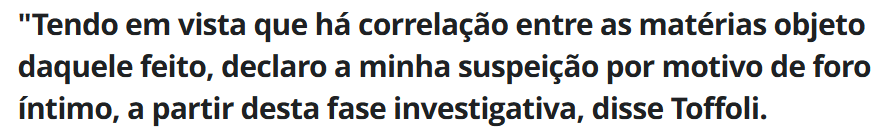 "Tendo em vista que há correlação entre as matérias objeto
daquele feito, declaro a minha suspeição por motivo de foro
íntimo, a partir desta fase investigativa, disse Toffoli.